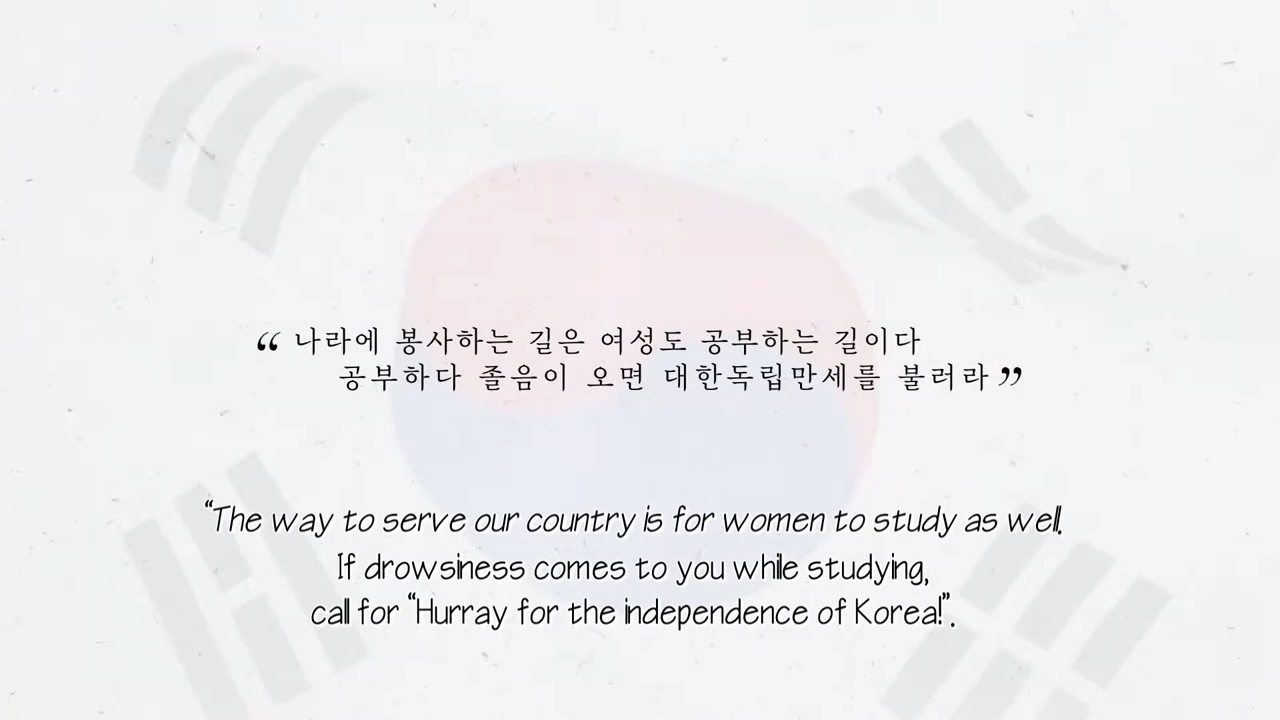 “ 나라에 봉사하는 길은 여성도 공부하는 길이다
공부하다 졸음이 오면 대한독립만세를 불러라 ”
“The way to serve our country is for women to study as well.
If drowsiness comes to you while studying,
call for “Hurray for the independence of Korea!”.